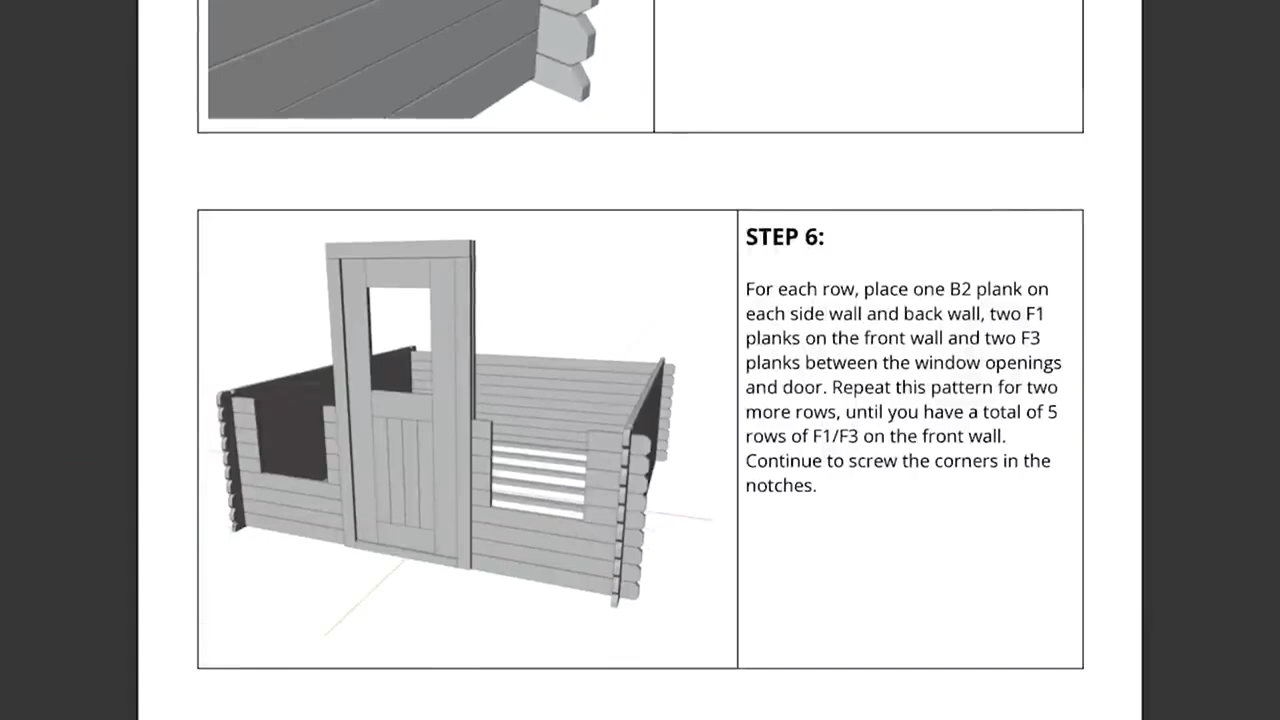 STEP 6:
For each row, place one B2 plank on
each side wall and back wall, two F1
planks on the front wall and two F3
planks between the window openings
and door. Repeat this pattern for two
more rows, until you have a total of 5
rows of F1/F3 on the front wall.
Continue to screw the corners in the
notches.